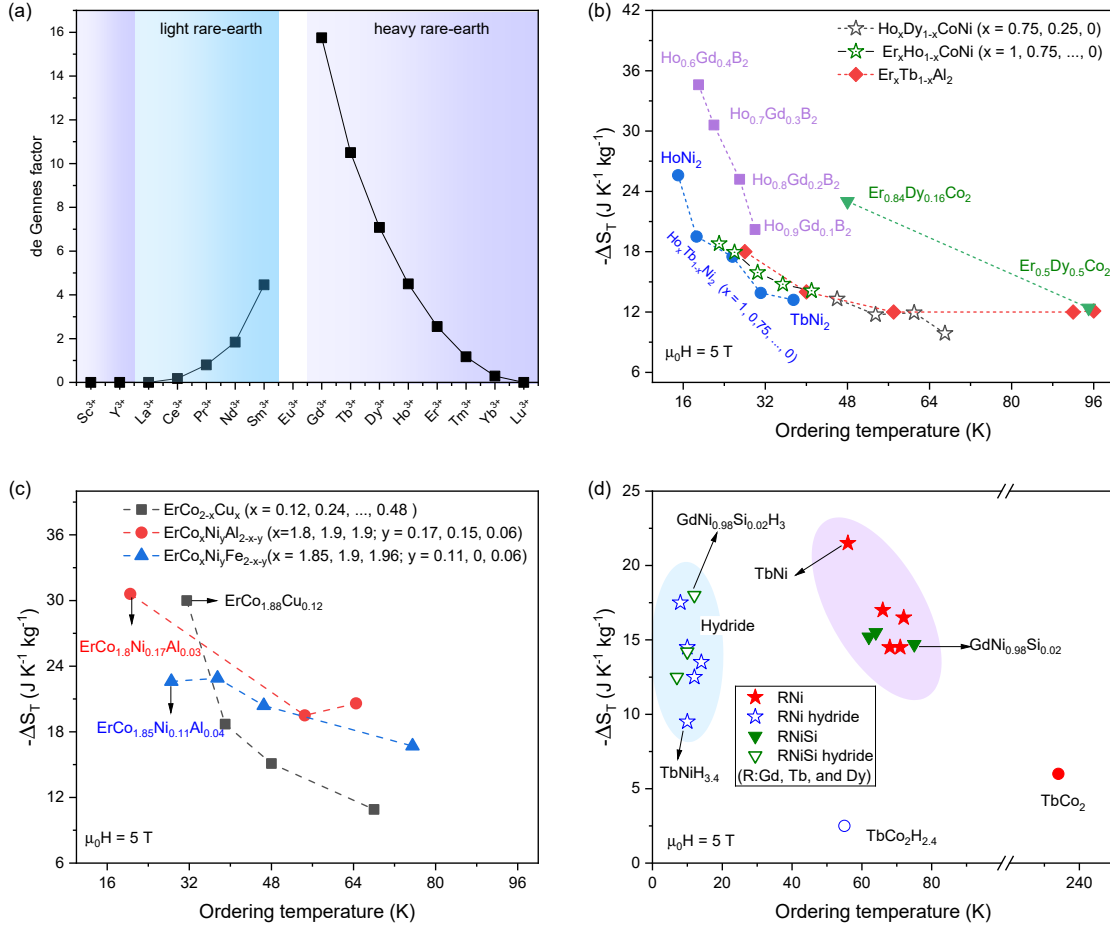 (a)
light rare-earth
heavy rare-earth
16
14
12
10
8
6
4
2
0
de Gennes factor
Sc³⁺
Y³⁺
La³⁺
Ce³⁺
Pr³⁺
Nd³⁺
Sm³⁺
Eu³⁺
Gd³⁺
Tb³⁺
Dy³⁺
Ho³⁺
Er³⁺
Tm³⁺
Yb³⁺
Lu³⁺
(b)
HoₓDy₁₋ₓCoNi (x = 0.75, 0.25, 0)
ErₓHo₁₋ₓCoNi (x = 1, 0.75, ..., 0)
ErₓTb₁₋ₓAl₂
Ho₀.₆Gd₀.₄B₂
Ho₀.₇Gd₀.₃B₂
HoNi₂
Ho₀.₈Gd₀.₂B₂
Er₀.₈₄Dy₀.₁₆Co₂
Ho₀.₉Gd₀.₁B₂
Er₀.₅Dy₀.₅Co₂
HoₓTb₁₋ₓNi₂ (x = 1, 0,75, ..., 0)
TbNi₂
μ₀H = 5 T
42
36
30
24
18
12
6
-ΔS_T (J K⁻¹ kg⁻¹)
16
32
48
64
80
96
Ordering temperature (K)
(c)
ErCo₂₋ₓCuₓ (x = 0.12, 0.24, ..., 0.48 )
ErCoₓNiᵧAl₂₋ₓ₋ᵧ (x=1.8, 1.9, 1.9; y = 0.17, 0.15, 0.06)
ErCoₓNiᵧFe₂₋ₓ₋ᵧ(x = 1.85, 1.9, 1.96; y = 0.11, 0, 0.06)
ErCo₁.₈₈Cu₀.₁₂
ErCo₁.₈Ni₀.₁₇Al₀.₀₃
ErCo₁.₈₅Ni₀.₁₁Al₀.₀₄
μ₀H = 5 T
36
30
24
18
12
6
-ΔS_T (J K⁻¹ kg⁻¹)
16
32
48
64
80
96
Ordering temperature (K)
(d)
GdNi₀.₉₈Si₀.₀₂H₃
TbNi
Hydride
GdNi₀.₉₈Si₀.₀₂
RNi
RNi hydride
RNiSi
RNiSi hydride
(R:Gd, Tb, and Dy)
TbNiH₃.₄
TbCo₂
TbCo₂H₂.₄
μ₀H = 5 T
25
20
15
10
5
0
-ΔS_T (J K⁻¹ kg⁻¹)
0
20
40
60
80
240
Ordering temperature (K)